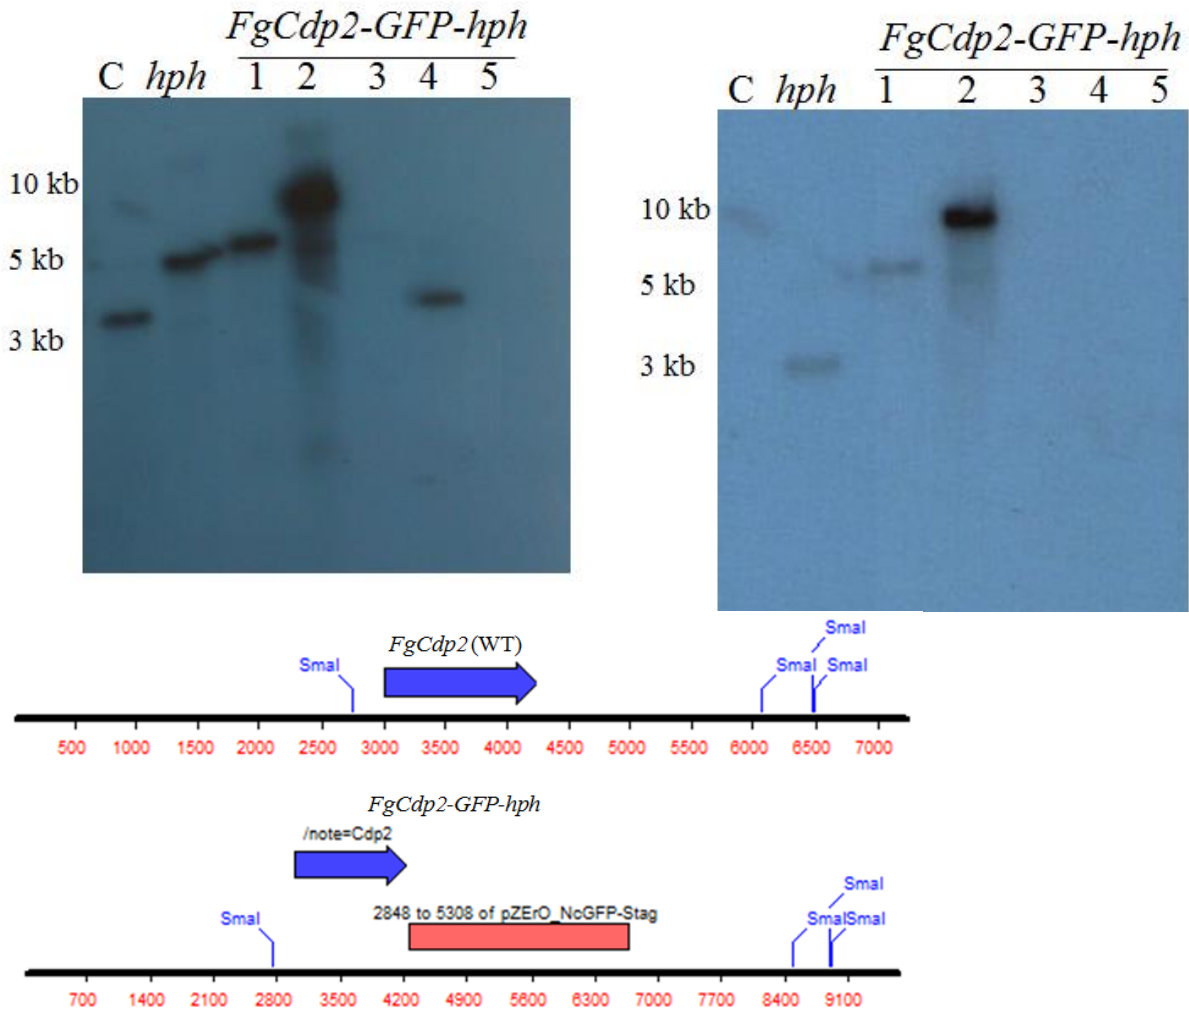 FgCdp2-GFP-hph
C hph 1 2 3 4 5
10 kb
5 kb
3 kb
FgCdp2-GFP-hph
C hph 1 2 3 4 5
10 kb
5 kb
3 kb
FgCdp2 (WT)
SmaI
SmaI
SmaI SmaI
500 1000 1500 2000 2500 3000 3500 4000 4500 5000 5500 6000 6500 7000
FgCdp2-GFP-hph
/note=Cdp2
SmaI
2848 to 5308 of pZErO_NcGFP-Stag
SmaI SmaISmaI
700 1400 2100 2800 3500 4200 4900 5600 6300 7000 7700 8400 9100